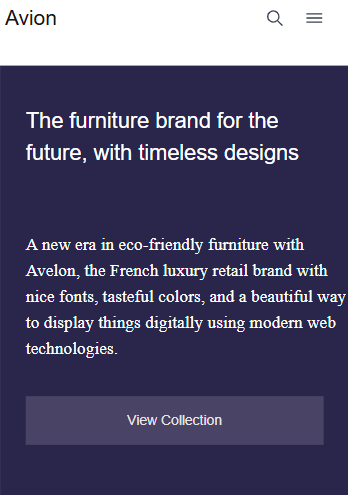 Avion
The furniture brand for the
future, with timeless designs
A new era in eco-friendly furniture with
Avelon, the French luxury retail brand with
nice fonts, tasteful colors, and a beautiful way
to display things digitally using modern web
technologies.
View Collection